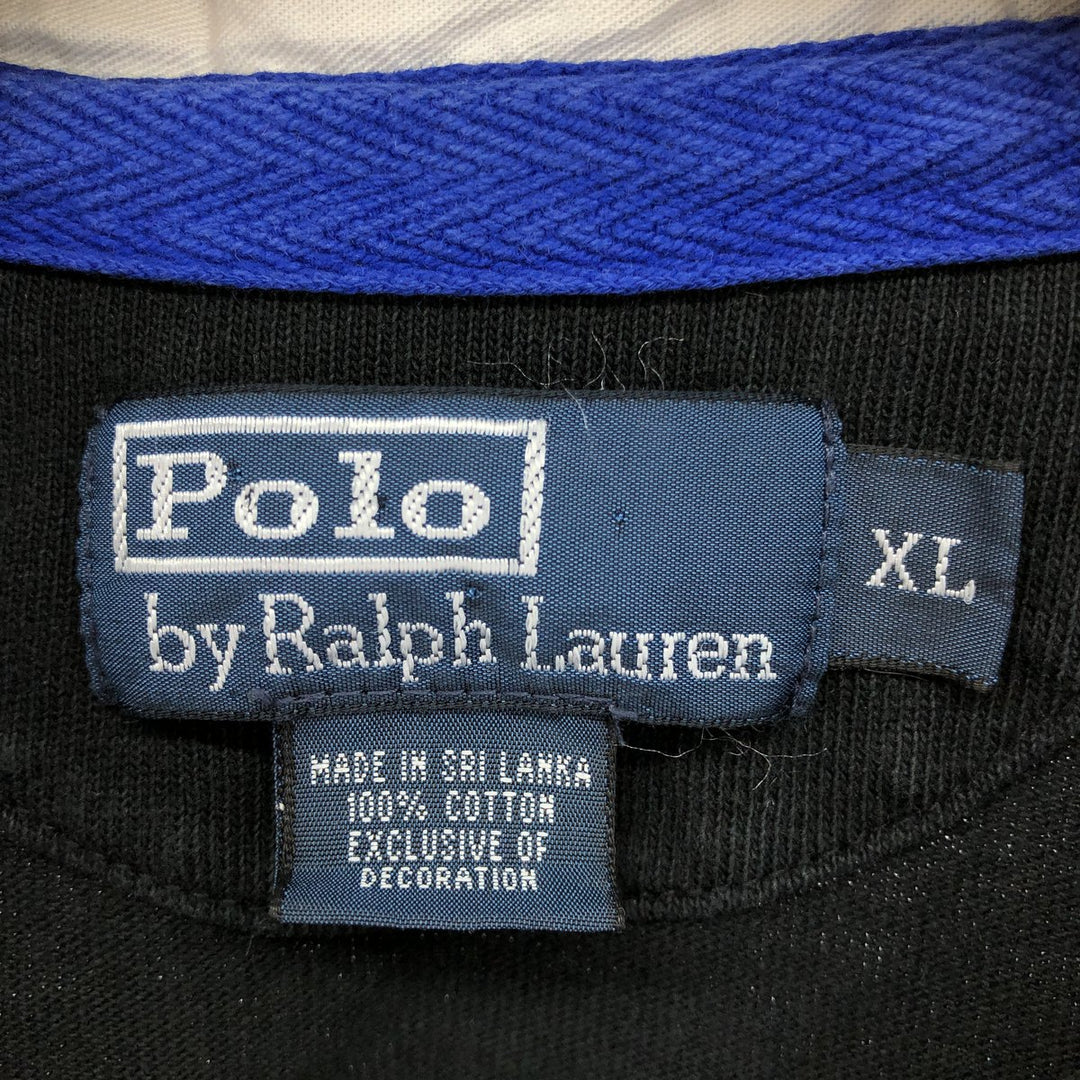 Polo
by Ralph Lauren
XL
MADE IN SRI LANKA
100% COTTON
EXCLUSIVE OF
DECORATION